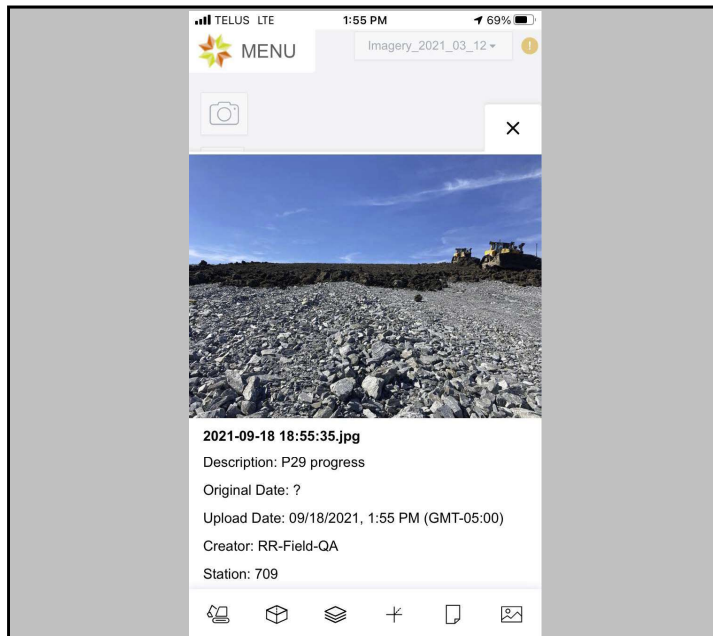 TELUS LTE 1:55 PM 69%
MENU Imagery_2021_03_12
2021-09-18 18:55:35.jpg
Description: P29 progress
Original Date: ?
Upload Date: 09/18/2021, 1:55 PM (GMT-05:00)
Creator: RR-Field-QA
Station: 709